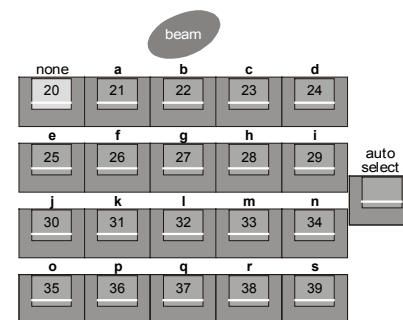 beam
none a b c d
20 21 22 23 24
e f g h i
25 26 27 28 29
auto
select
j k l m n
30 31 32 33 34
o p q r s
35 36 37 38 39